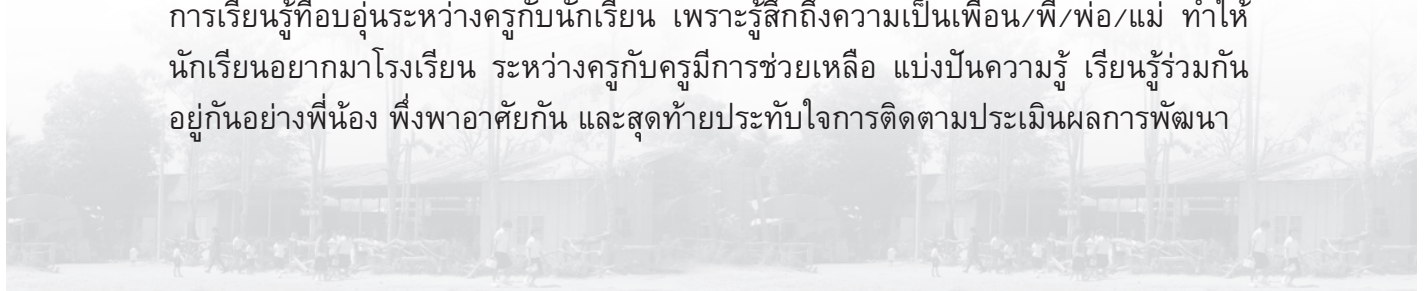 การเรียนรู้ที่อบอุ่นระหว่างครูกับนักเรียน เพราะรู้สึกถึงความเป็นเพื่อน/พี่/พ่อ/แม่ ทำให้
นักเรียนอยากมาโรงเรียน ระหว่างครูกับครูมีการช่วยเหลือ แบ่งปันความรู้ เรียนรู้ร่วมกัน
อยู่กันอย่างพี่น้อง พึ่งพาอาศัยกัน และสุดท้ายประทับใจการติดตามประเมินผลการพัฒนา